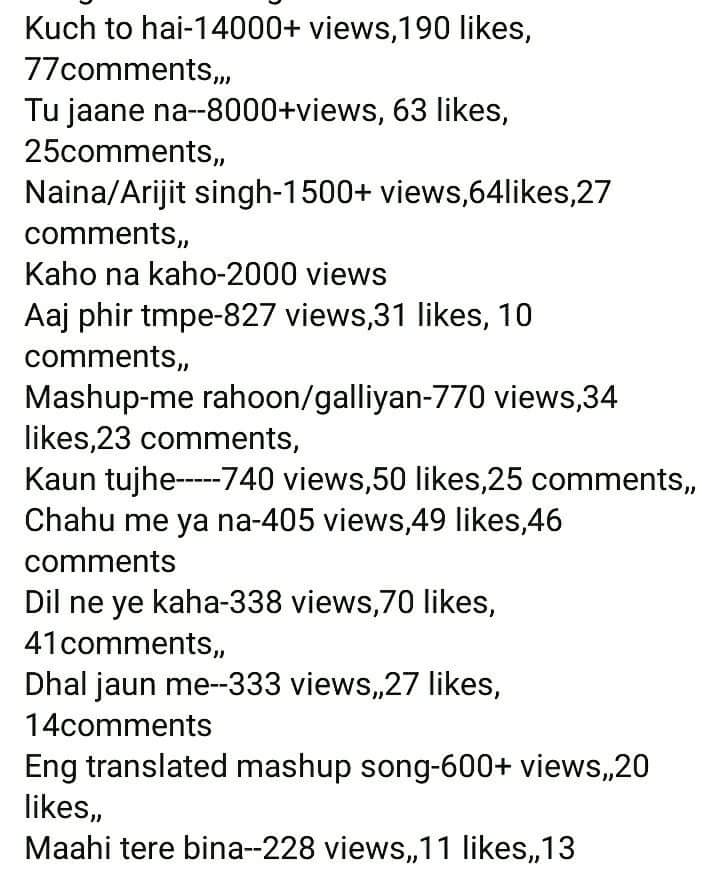 Kuch to hai-14000+ views,190 likes,
77comments,,,
Tu jaane na--8000+views, 63 likes,
25comments,,
Naina/Arijit singh-1500+ views,64likes,27
comments,,
Kaho na kaho-2000 views
Aaj phir tmpe-827 views,31 likes, 10
comments,,
Mashup-me rahoon/galliyan-770 views,34
likes,23 comments,
Kaun tujhe-----740 views,50 likes,25 comments,,
Chahu me ya na-405 views,49 likes,46
comments
Dil ne ye kaha-338 views,70 likes,
41comments,,
Dhal jaun me--333 views,,27 likes,
14comments
Eng translated mashup song-600+ views,,20
likes,,
Maahi tere bina--228 views,,11 likes,,13